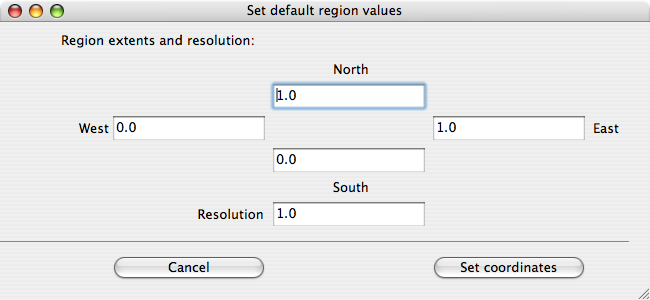 Set default region values
Region extents and resolution:
North
1.0
West 0.0 1.0 East
0.0
South
Resolution 1.0
Cancel Set coordinates